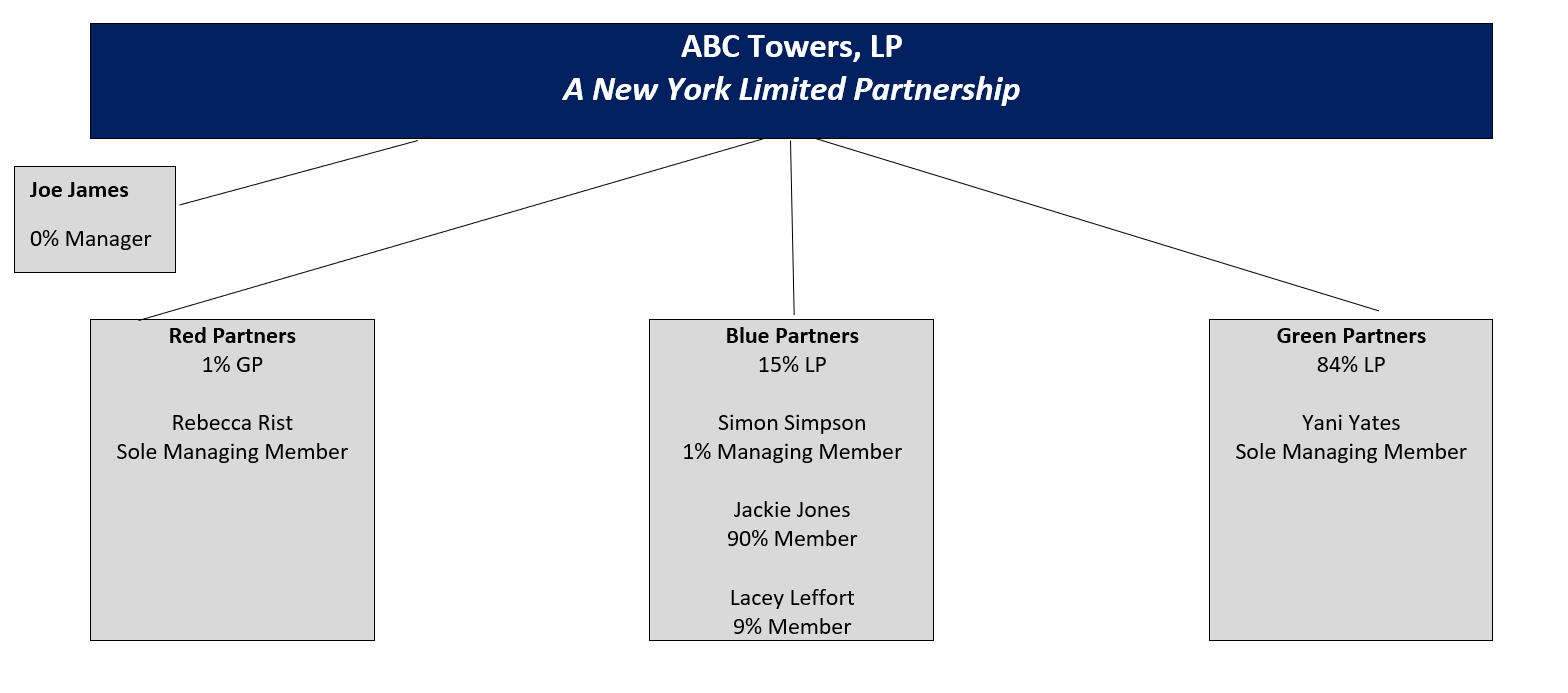 ABC Towers, LP
A New York Limited Partnership
Joe James
0% Manager
Red Partners
1% GP
Rebecca Rist
Sole Managing Member
Blue Partners
15% LP
Simon Simpson
1% Managing Member
Jackie Jones
90% Member
Lacey Leffort
9% Member
Green Partners
84% LP
Yani Yates
Sole Managing Member